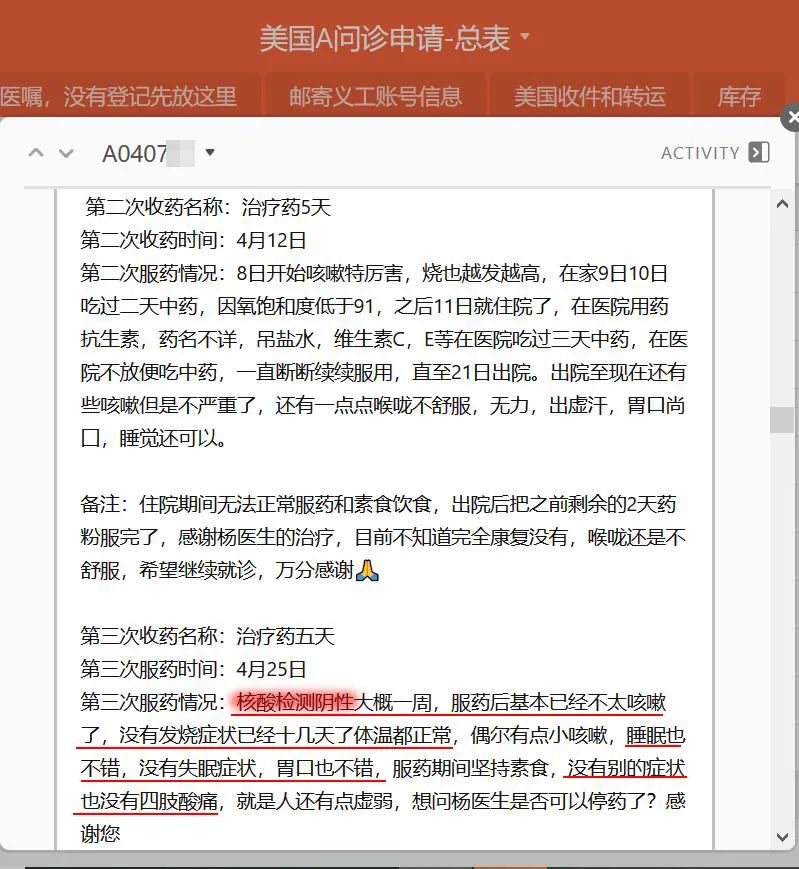 美国A问诊申请-总表
医嘱，没有登记先放这里
邮寄义工账号信息
美国收件和转运
库存
A0407
ACTIVITY
第二次收药名称：治疗药5天
第二次收药时间：4月12日
第二次服药情况：8日开始咳嗽特厉害，烧也越发越高，在家9日10日
吃过二天中药，因氧饱和度低于91，之后11日就住院了，在医院用药
抗生素，药名不详，吊盐水，维生素C，E等在医院吃过三天中药，在医
院不放便吃中药，一直断断续续服用，直至21日出院。出院至现在还有
些咳嗽但是不严重了，还有一点点喉咙不舒服，无力，出虚汗，胃口尚
囗，睡觉还可以。
备注：住院期间无法正常服药和素食饮食，出院后把之前剩余的2天药
粉服完了，感谢杨医生的治疗，目前不知道完全康复没有，喉咙还是不
舒服，希望继续就诊，万分感谢🙏
第三次收药名称：治疗药五天
第三次服药时间：4月25日
第三次服药情况：核酸检测阴性大概一周，服药后基本已经不太咳嗽
了，没有发烧症状已经十几天了体温都正常，偶尔有点小咳嗽，睡眠也
不错，没有失眠症状，胃口也不错，服药期间坚持素食，没有别的症状
也没有四肢酸痛，就是人还有点虚弱，想问杨医生是否可以停药了？感
谢您